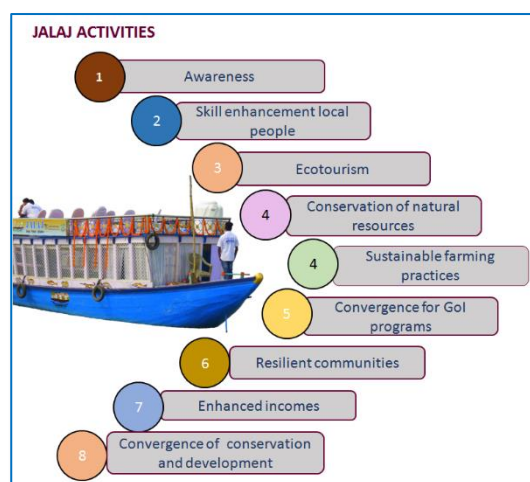 JALAJ ACTIVITIES
1
Awareness
2
Skill enhancement local
people
3
Ecotourism
4
Conservation of natural
resources
4
Sustainable farming
practices
5
Convergence for GoI
programs
6
Resilient communities
7
Enhanced incomes
8
Convergence of conservation
and development